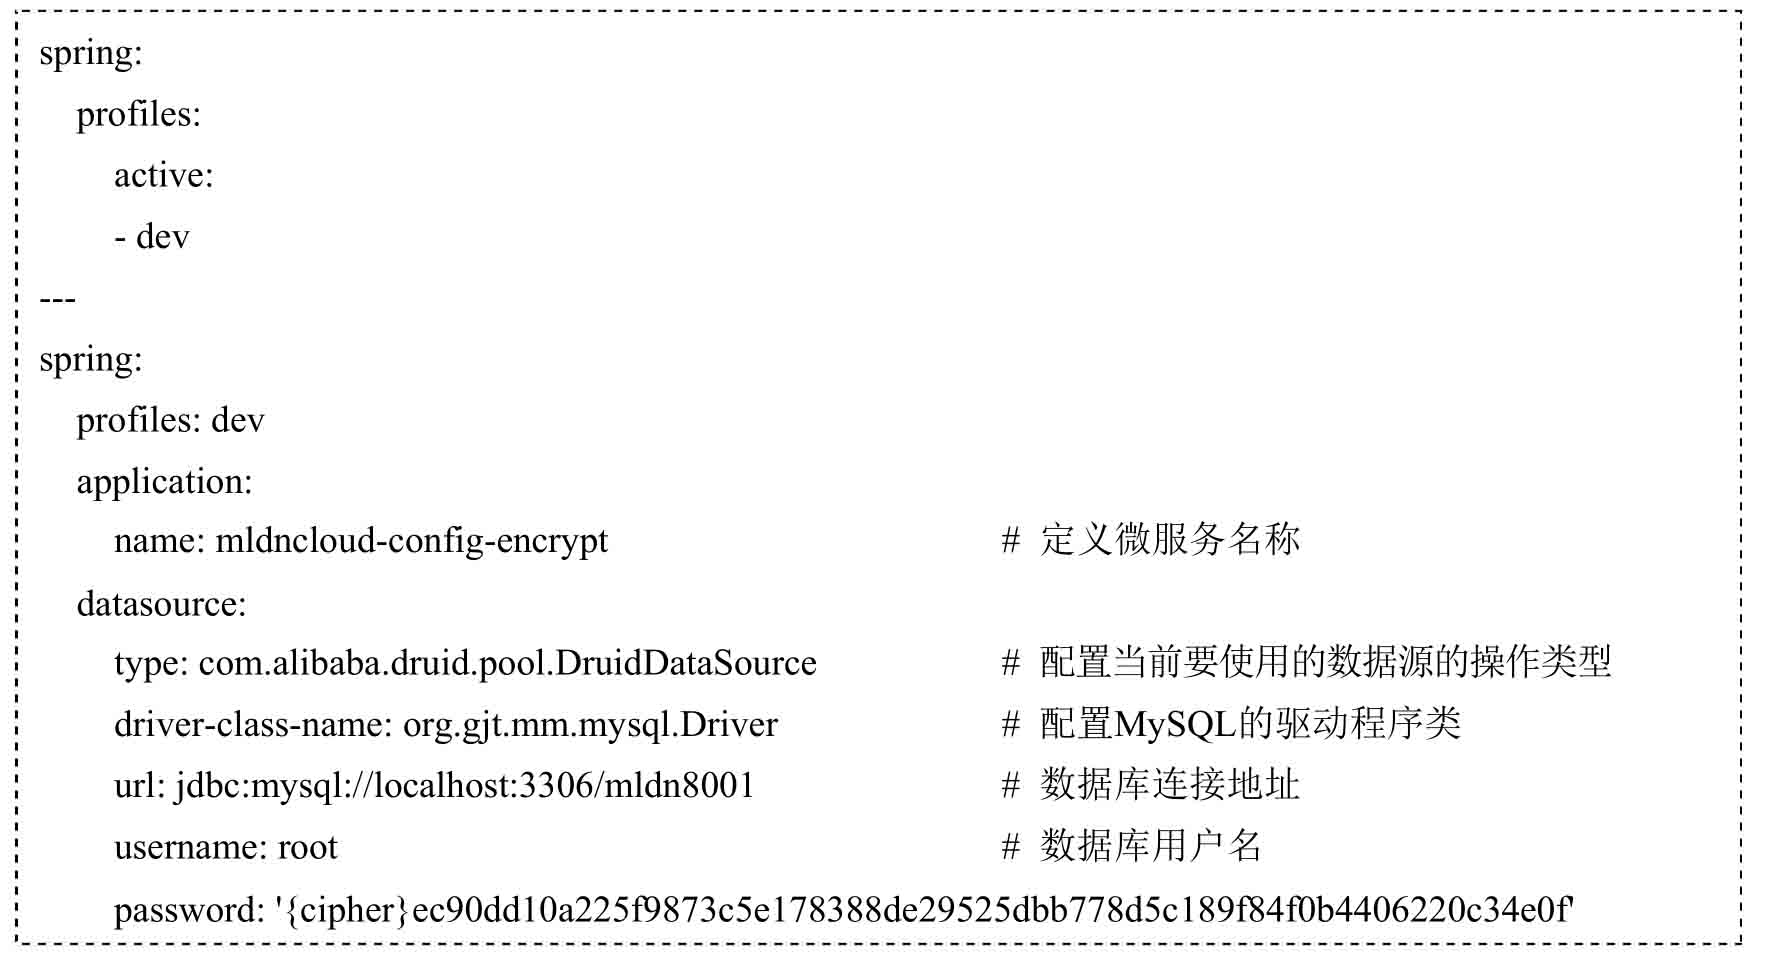 spring:
profiles:
active:
- dev
---
spring:
profiles: dev
application:
name: mldncloud-config-encrypt # 定义微服务名称
datasource:
type: com.alibaba.druid.pool.DruidDataSource # 配置当前要使用的数据源的操作类型
driver-class-name: org.gjt.mm.mysql.Driver # 配置MySQL的驱动程序类
url: jdbc:mysql://localhost:3306/mldn8001 # 数据库连接地址
username: root # 数据库用户名
password: '{cipher}ec90dd10a225f9873c5e178388de29525dbb778d5c189f84f0b4406220c34e0f'